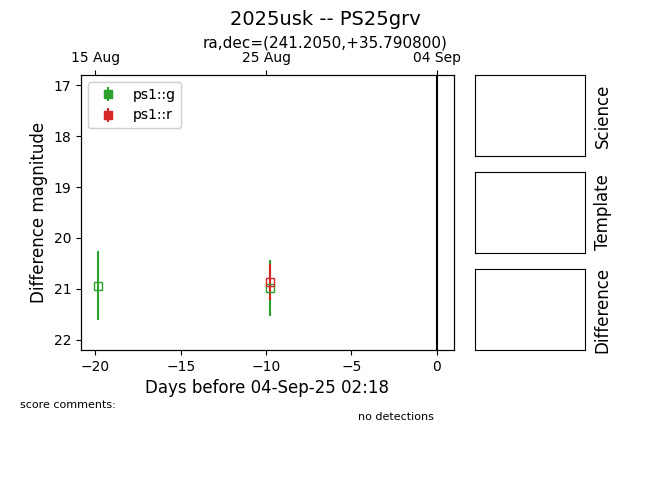 2025usk -- PS25grv
ra,dec=(241.2050,+35.790800)
15 Aug 25 Aug 04 Sep
ps1::g
ps1::r
17
18
19
20
21
22
Difference magnitude
−20 −15 −10 −5 0
Days before 04-Sep-25 02:18
Science
Template
Difference
score comments:
no detections